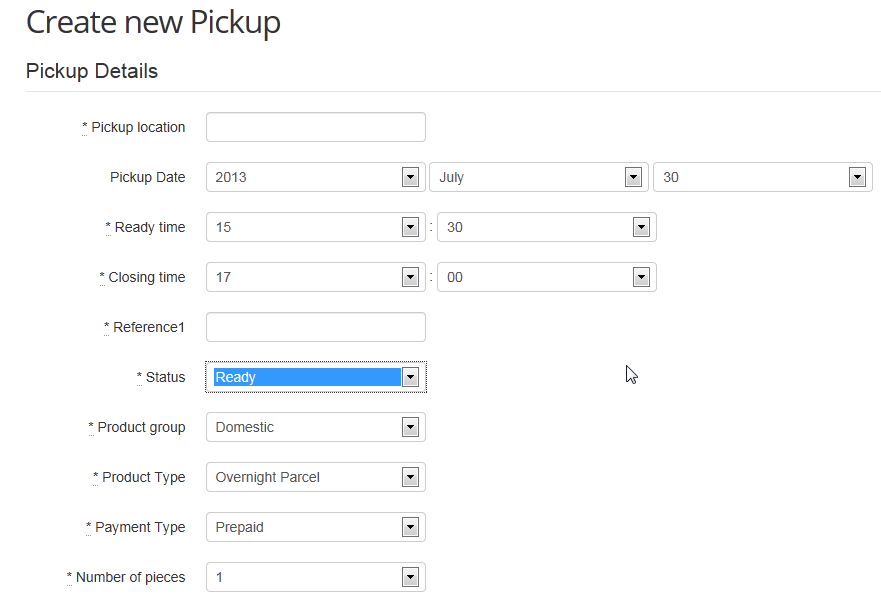 Create new Pickup
Pickup Details
* Pickup location
Pickup Date 2013 July 30
* Ready time 15 : 30
* Closing time 17 : 00
* Reference1
* Status Ready
* Product group Domestic
* Product Type Overnight Parcel
* Payment Type Prepaid
* Number of pieces 1